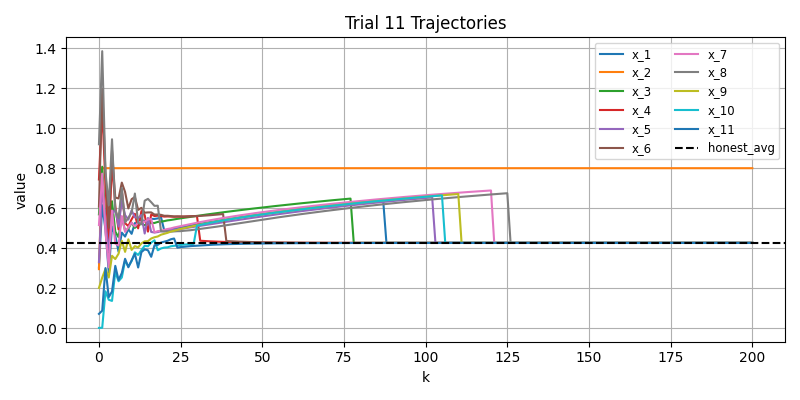 Trial 11 Trajectories
value
1.4
1.2
1.0
0.8
0.6
0.4
0.2
0.0
x_1
x_2
x_3
x_4
x_5
x_6
x_7
x_8
x_9
x_10
x_11
honest_avg
0 25 50 75 100 125 150 175 200
k